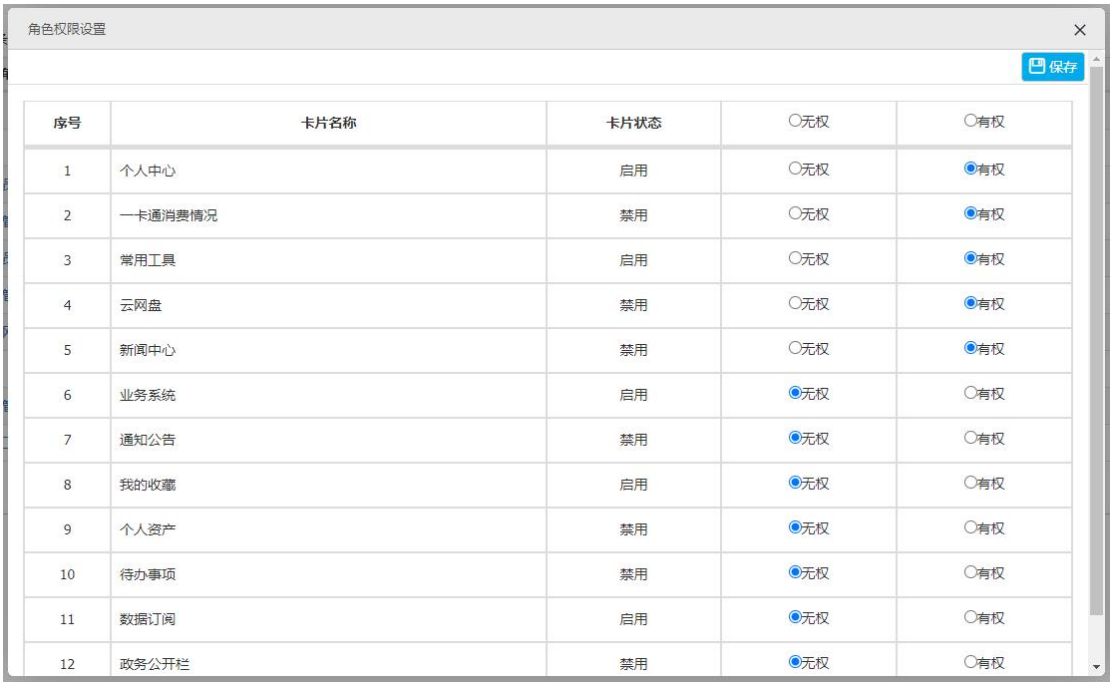 角色权限设置
保存
序号 卡片名称 卡片状态 无权 有权
1 个人中心 启用 无权 有权
2 一卡通消费情况 禁用 无权 有权
3 常用工具 启用 无权 有权
4 云网盘 禁用 无权 有权
5 新闻中心 禁用 无权 有权
6 业务系统 启用 无权 有权
7 通知公告 禁用 无权 有权
8 我的收藏 启用 无权 有权
9 个人资产 禁用 无权 有权
10 待办事项 禁用 无权 有权
11 数据订阅 启用 无权 有权
12 政务公开栏 禁用 无权 有权